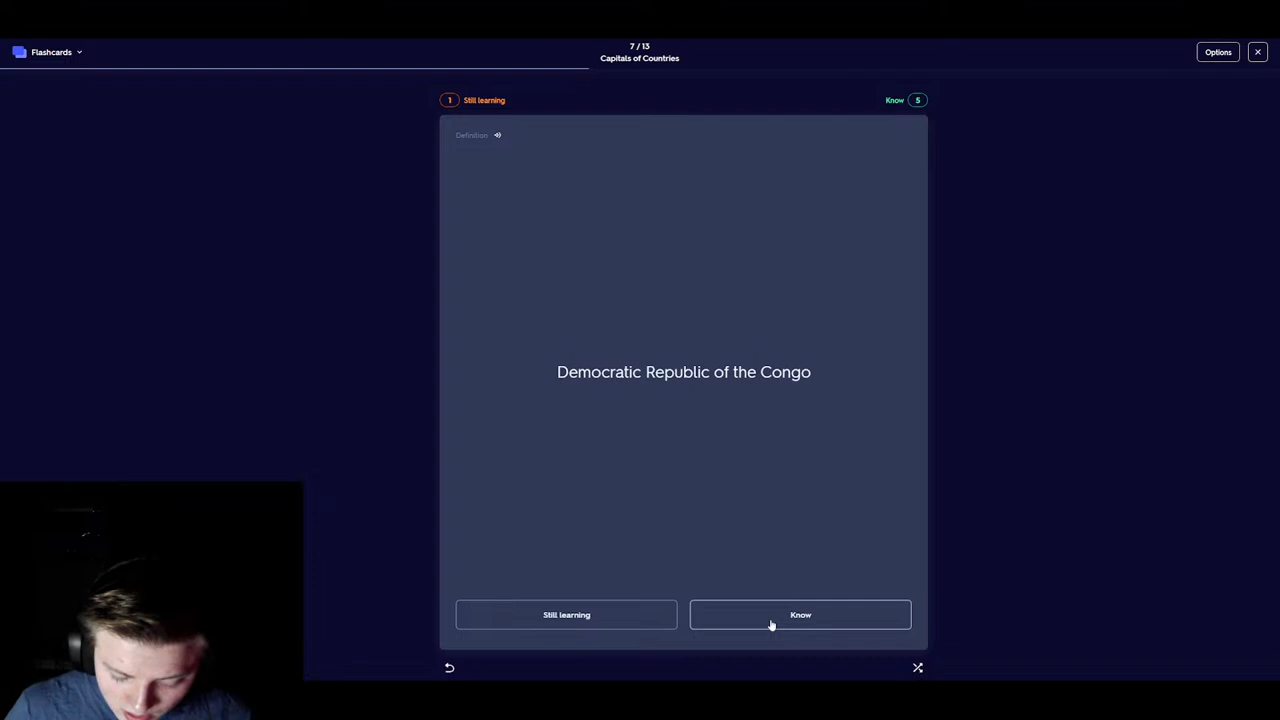 Flashcards
7 / 13
Capitals of Countries
Options
1 Still learning
Know 5
Definition
Democratic Republic of the Congo
Still learning
Know